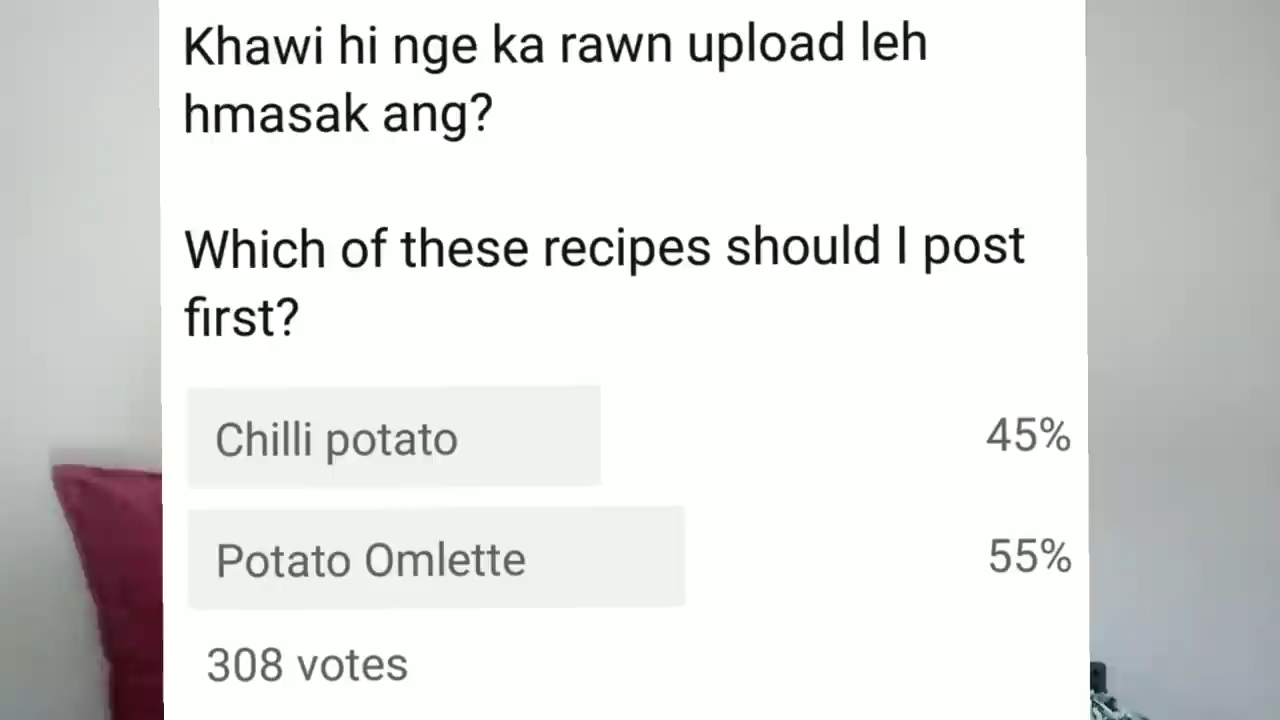 Khawi hi nge ka rawn upload leh
hmasak ang?
Which of these recipes should I post
first?
Chilli potato 45%
Potato Omlette 55%
308 votes